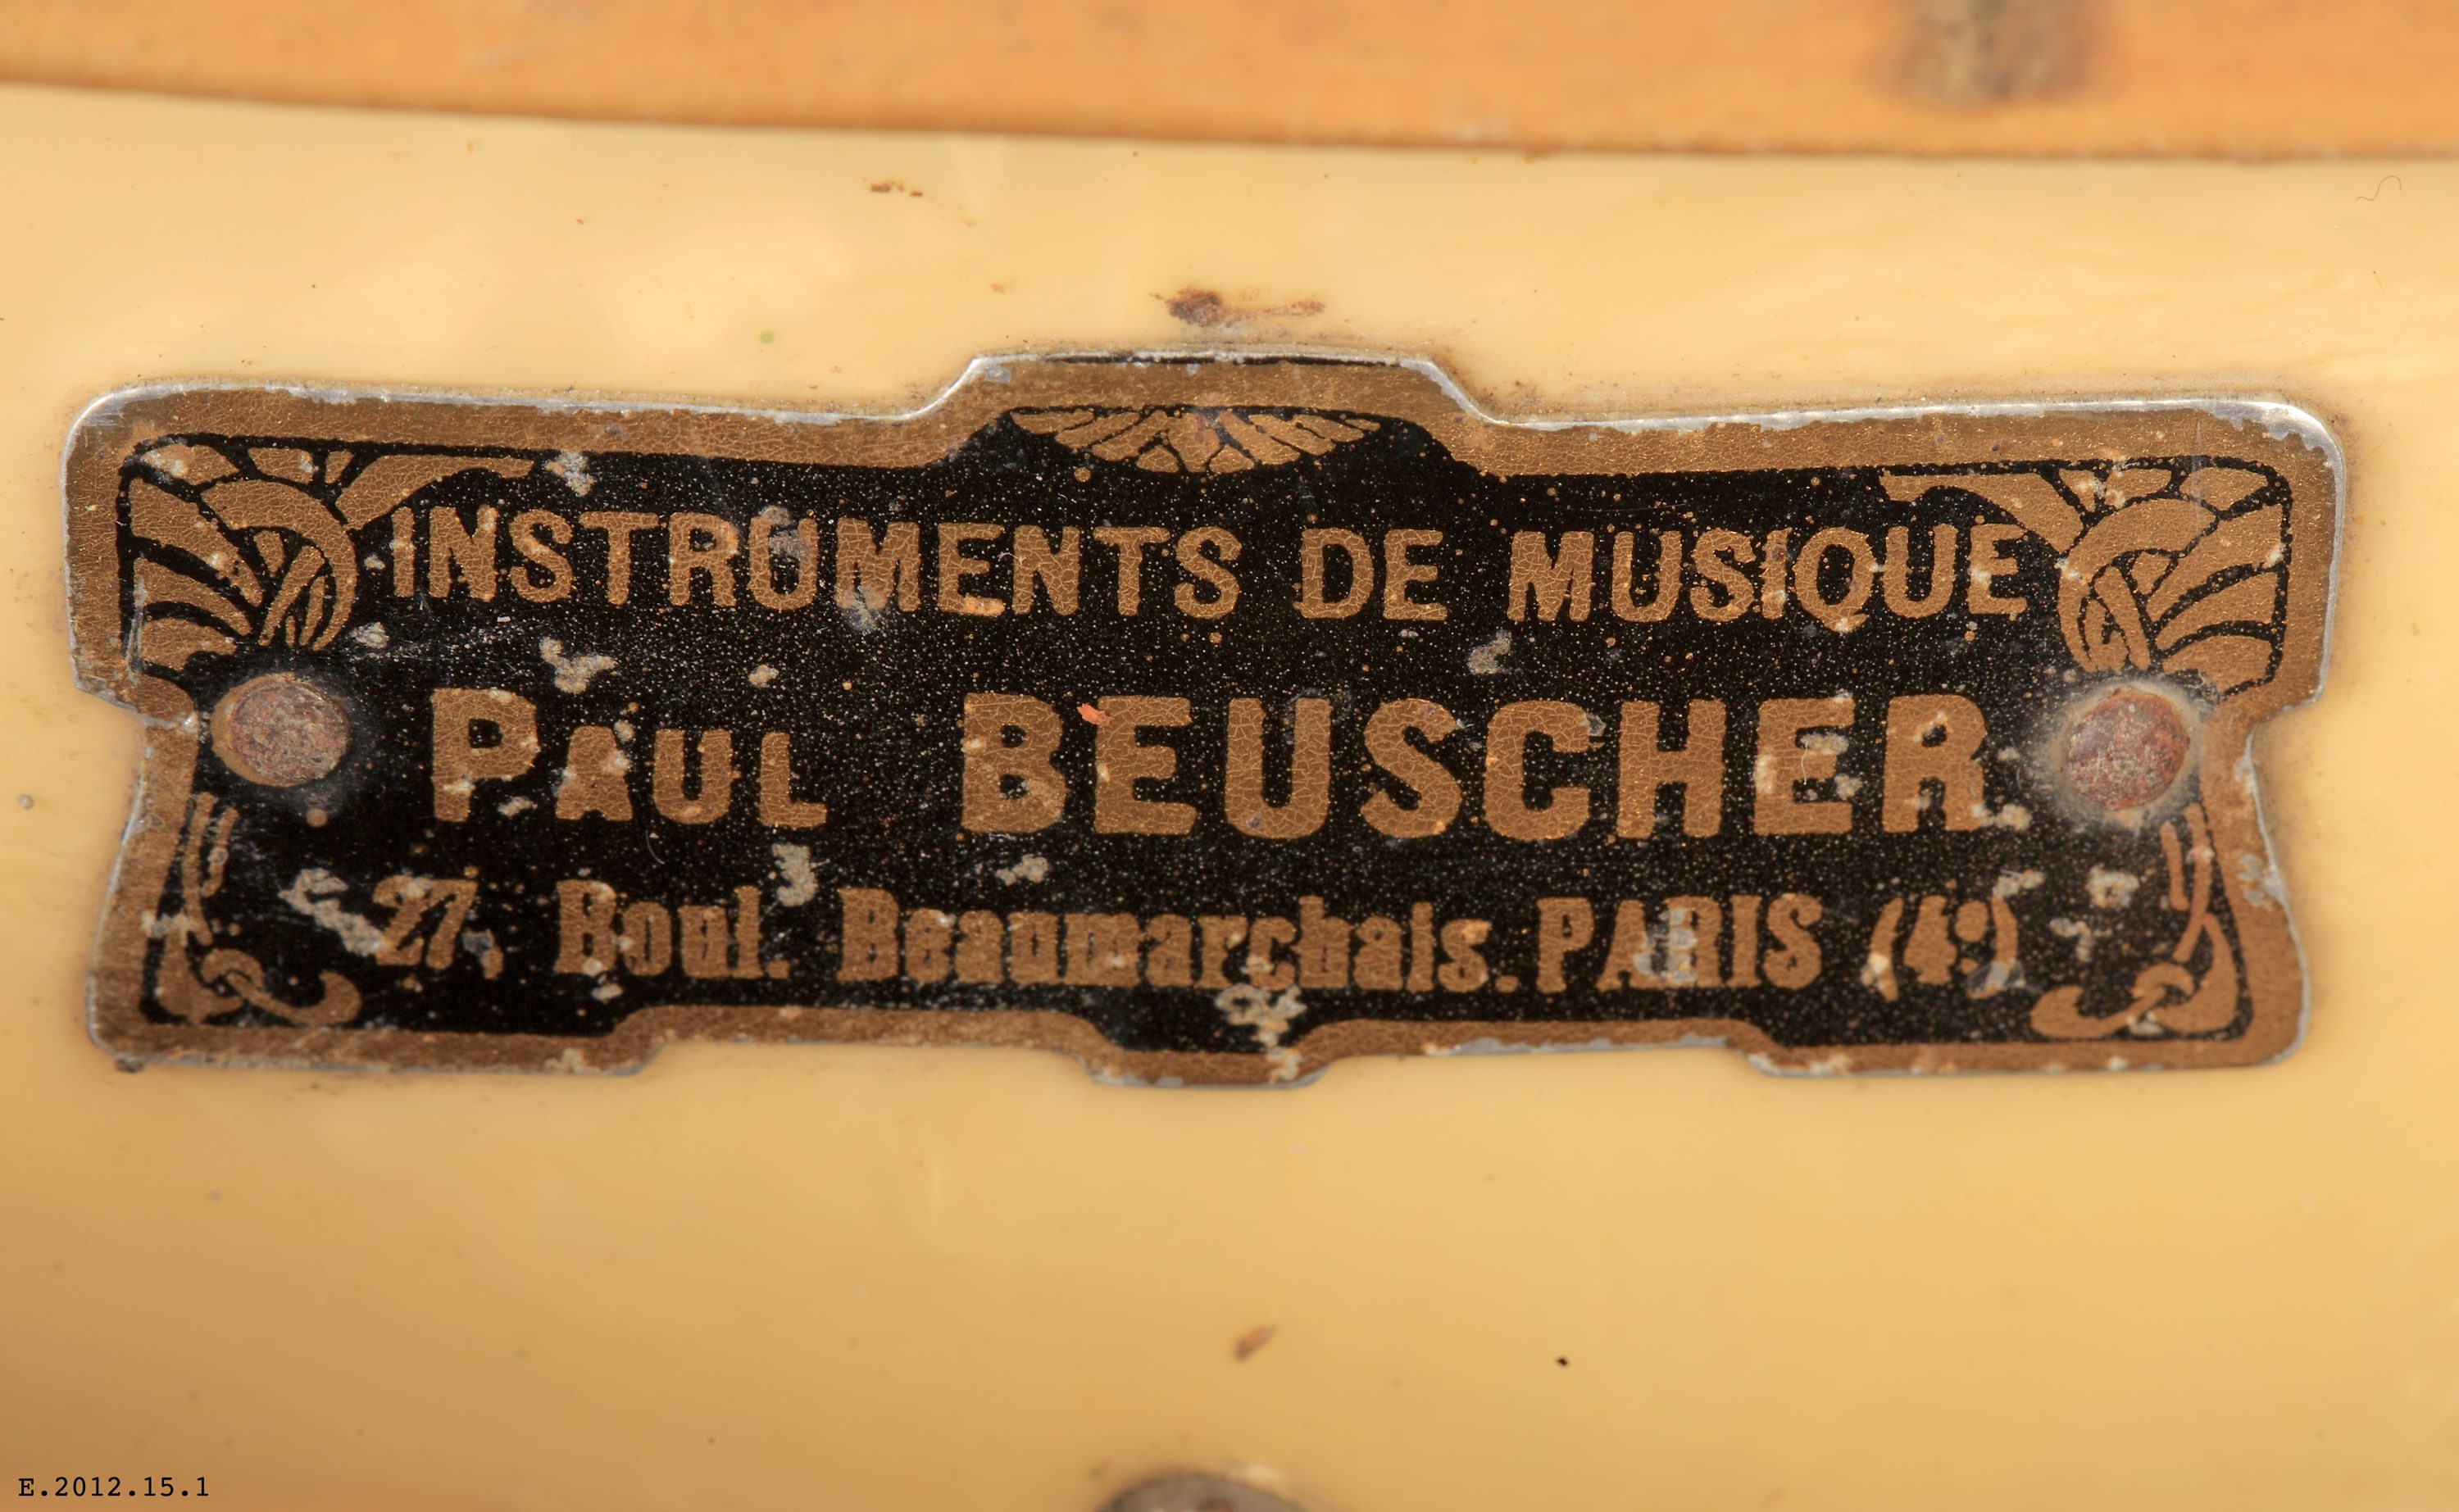 INSTRUMENTS DE MUSIQUE
PAUL BEUSCHER
27, Boul. Beaumarchais. PARIS (4e)
E.2012.15.1